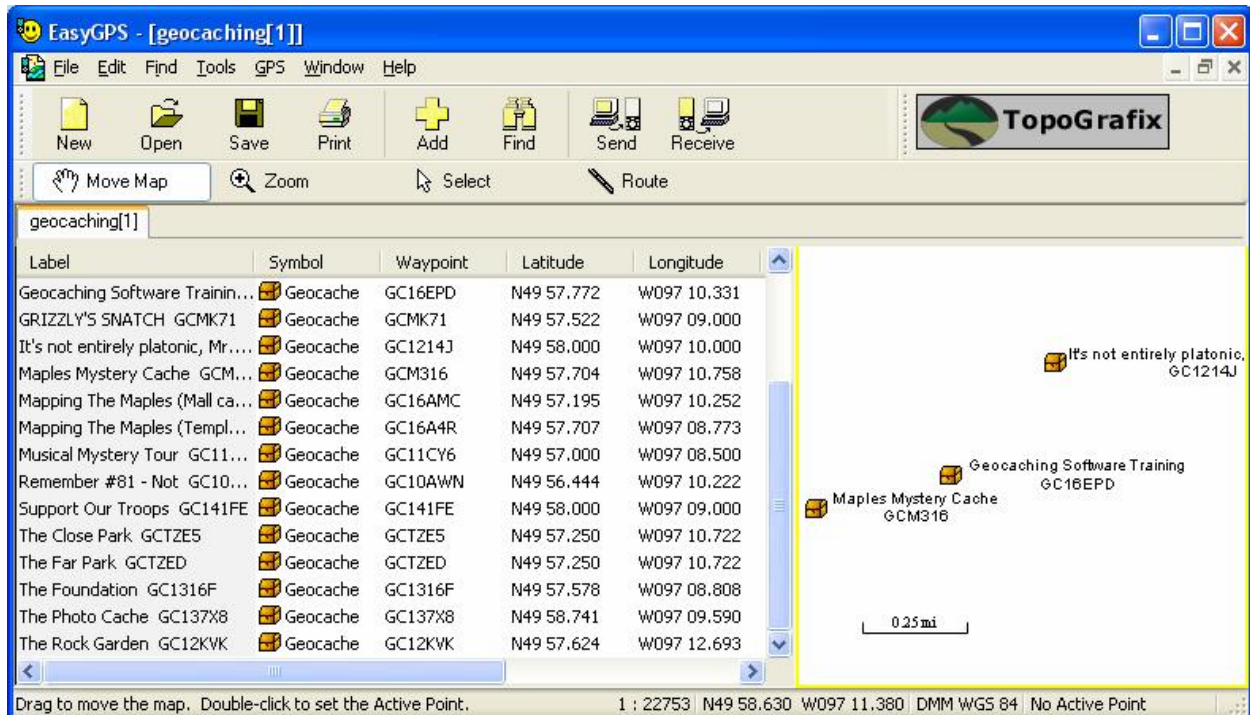 EasyGPS - [geocaching[1]]
File Edit Find Tools GPS Window Help
New Open Save Print Add Find Send Receive
TopoGrafix
Move Map Zoom Select Route
geocaching[1]
Label Symbol Waypoint Latitude Longitude
Geocaching Software Trainin... Geocache GC16EPD N49 57.772 W097 10.331
GRIZZLY'S SNATCH GCMK71 Geocache GCMK71 N49 57.522 W097 09.000
It's not entirely platonic, Mr.... Geocache GC1214J N49 58.000 W097 10.000
Maples Mystery Cache GCM... Geocache GCM316 N49 57.704 W097 10.758
Mapping The Maples (Mall ca... Geocache GC16AMC N49 57.195 W097 10.252
Mapping The Maples (Templ... Geocache GC16A4R N49 57.707 W097 08.773
Musical Mystery Tour GC11... Geocache GC11CY6 N49 57.000 W097 08.500
Remember #81 - Not GC10... Geocache GC10AWN N49 56.444 W097 10.222
Support Our Troops GC141FE Geocache GC141FE N49 58.000 W097 09.000
The Close Park GCTZE5 Geocache GCTZE5 N49 57.250 W097 10.722
The Far Park GCTZED Geocache GCTZED N49 57.250 W097 10.722
The Foundation GC1316F Geocache GC1316F N49 57.578 W097 08.808
The Photo Cache GC137X8 Geocache GC137X8 N49 58.741 W097 09.590
The Rock Garden GC12KVK Geocache GC12KVK N49 57.624 W097 12.693
It's not entirely platonic,
GC1214J
Geocaching Software Training
GC16EPD
Maples Mystery Cache
GCM316
0.25 mi
Drag to move the map. Double-click to set the Active Point. 1 : 22753 N49 58.630 W097 11.380 DMM WGS 84 No Active Point